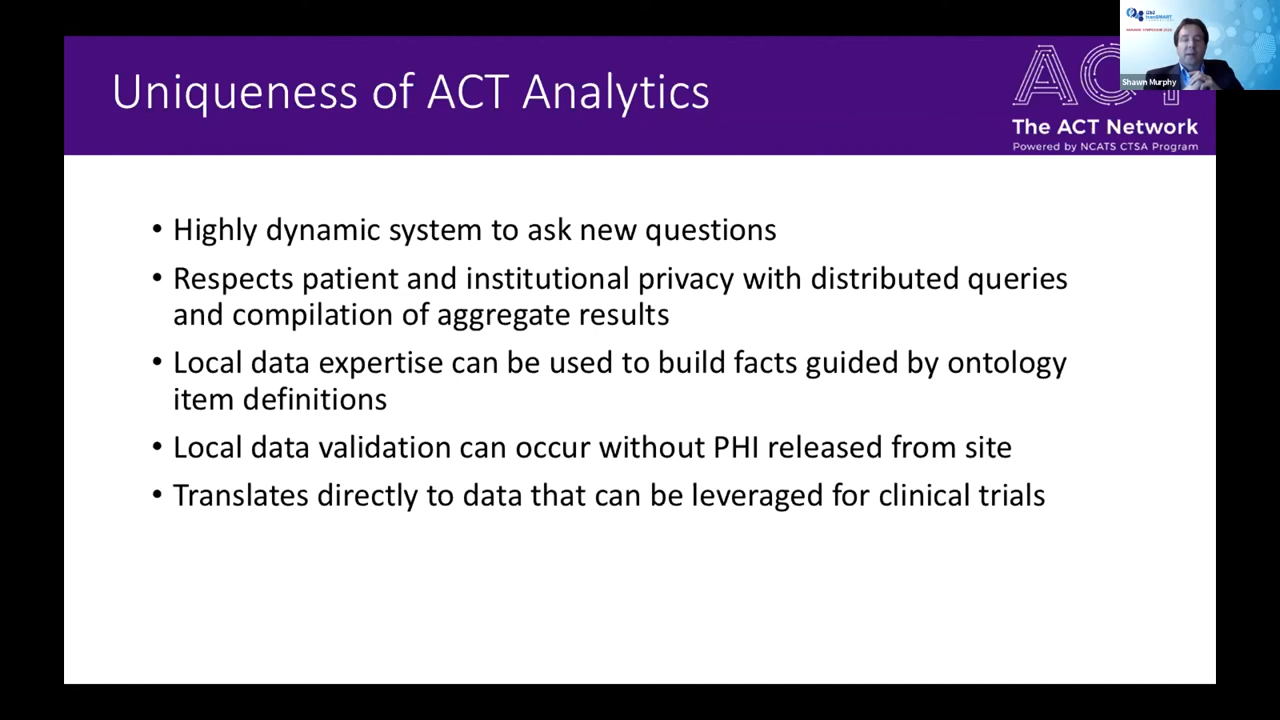 Uniqueness of ACT Analytics
The ACT Network
Powered by NCATS CTSA Program
• Highly dynamic system to ask new questions
• Respects patient and institutional privacy with distributed queries
and compilation of aggregate results
• Local data expertise can be used to build facts guided by ontology
item definitions
• Local data validation can occur without PHI released from site
• Translates directly to data that can be leveraged for clinical trials
Shawn Murphy